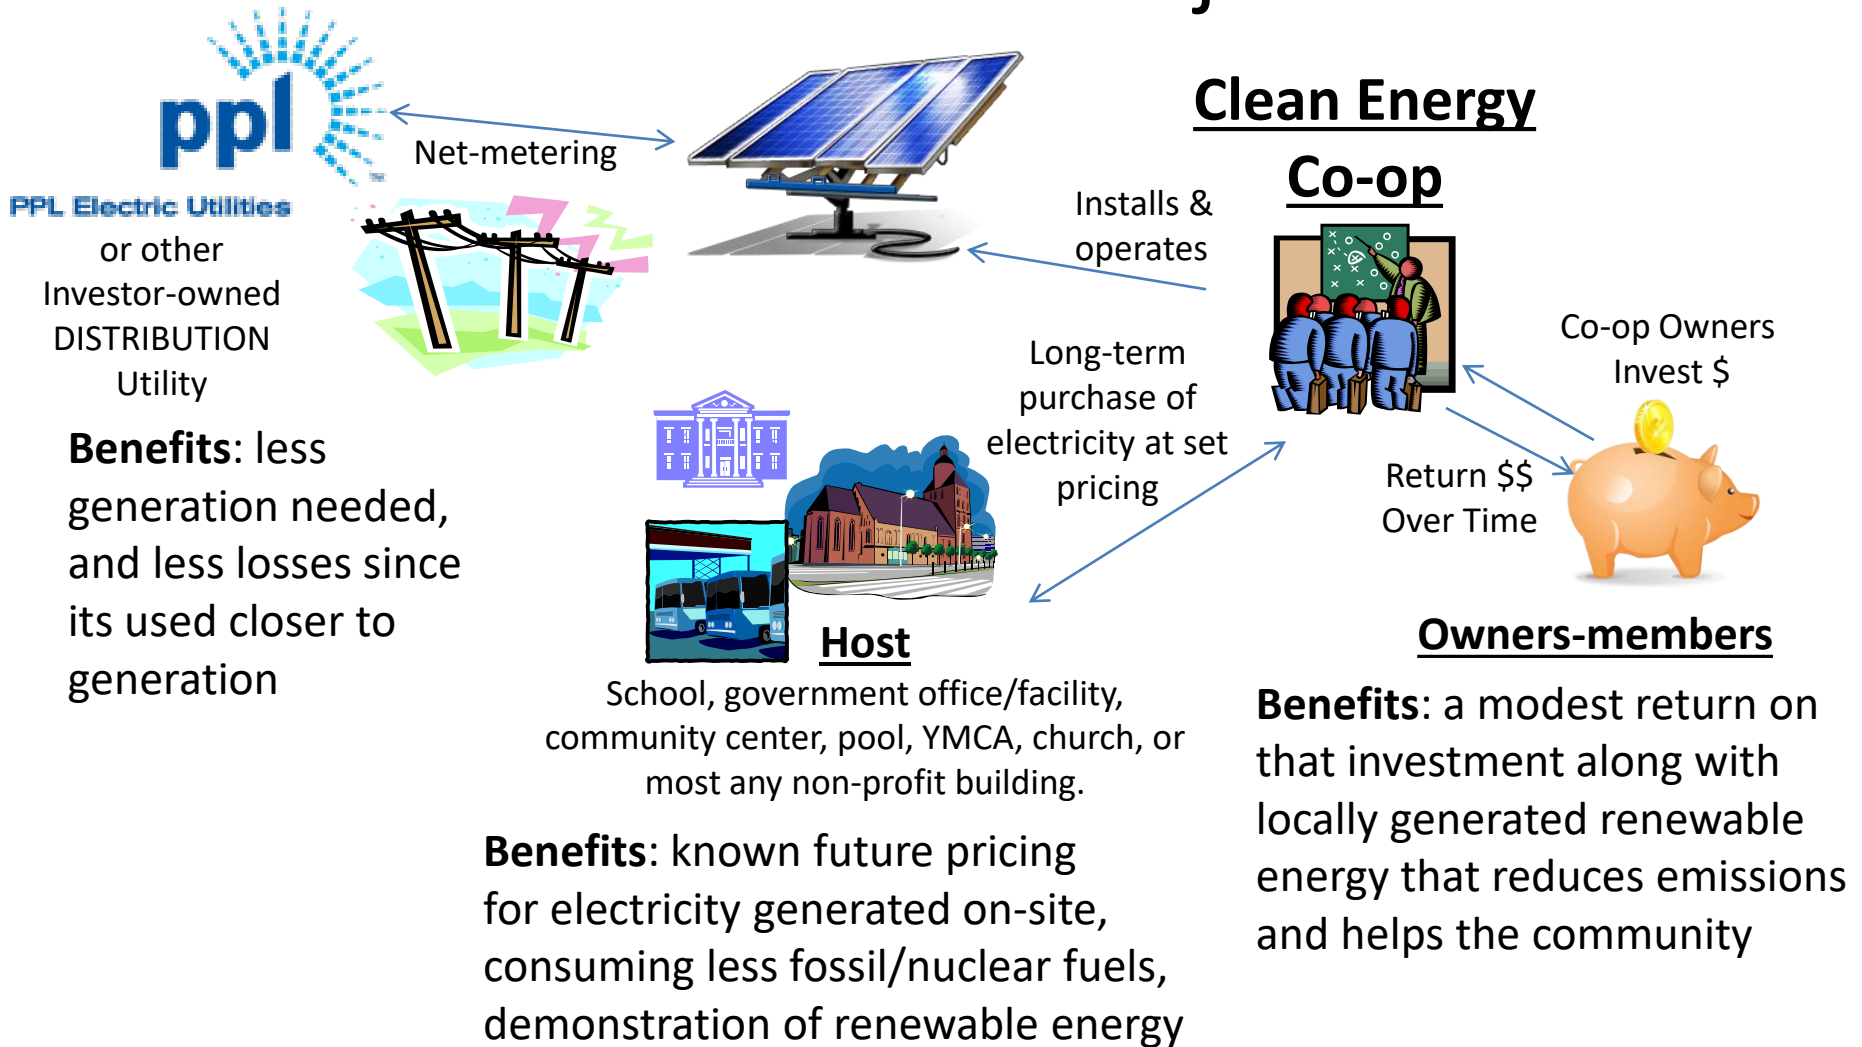 ppl
PPL Electric Utilities
or other
Investor-owned
DISTRIBUTION
Utility
Benefits: less
generation needed,
and less losses since
its used closer to
generation
Net-metering
Clean Energy
Co-op
Installs &
operates
Long-term
purchase of
electricity at set
pricing
Co-op Owners
Invest $
Return $$
Over Time
Host
School, government office/facility,
community center, pool, YMCA, church, or
most any non-profit building.
Benefits: known future pricing
for electricity generated on-site,
consuming less fossil/nuclear fuels,
demonstration of renewable energy
Owners-members
Benefits: a modest return on
that investment along with
locally generated renewable
energy that reduces emissions
and helps the community